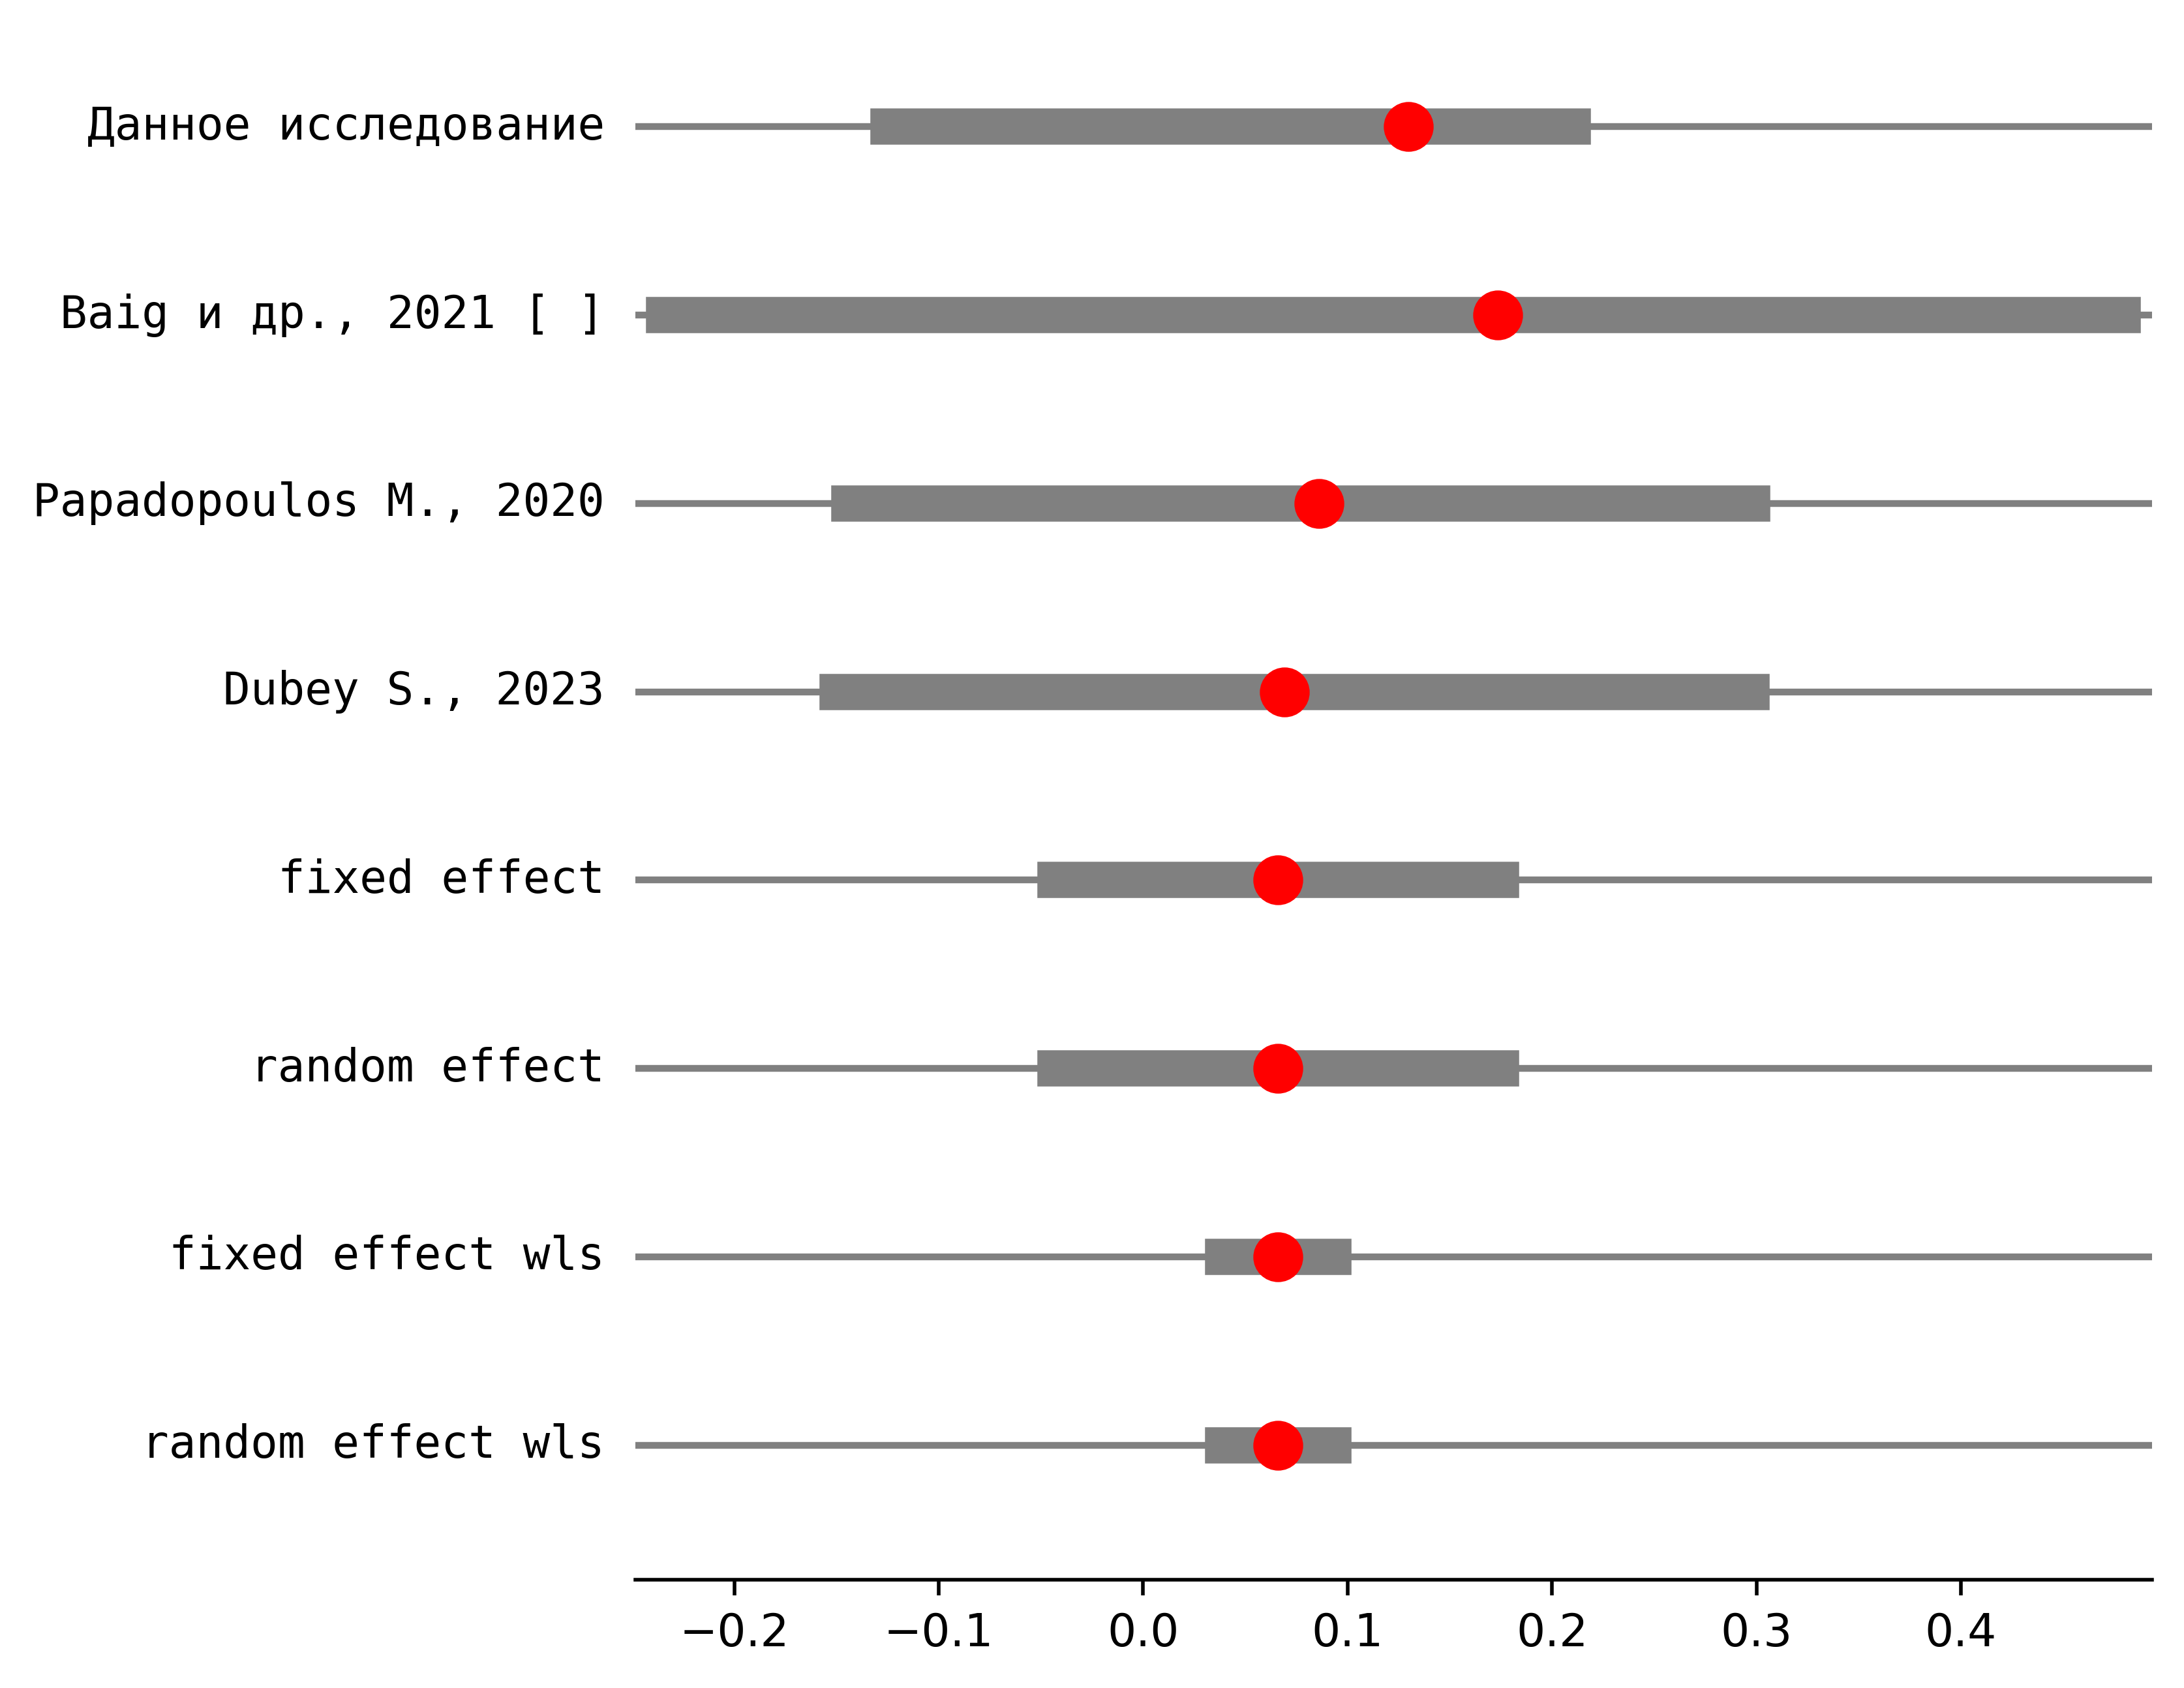 Данное исследование
Baig и др., 2021 [ ]
Papadopoulos M., 2020
Dubey S., 2023
fixed effect
random effect
fixed effect wls
random effect wls
−0.2 −0.1 0.0 0.1 0.2 0.3 0.4